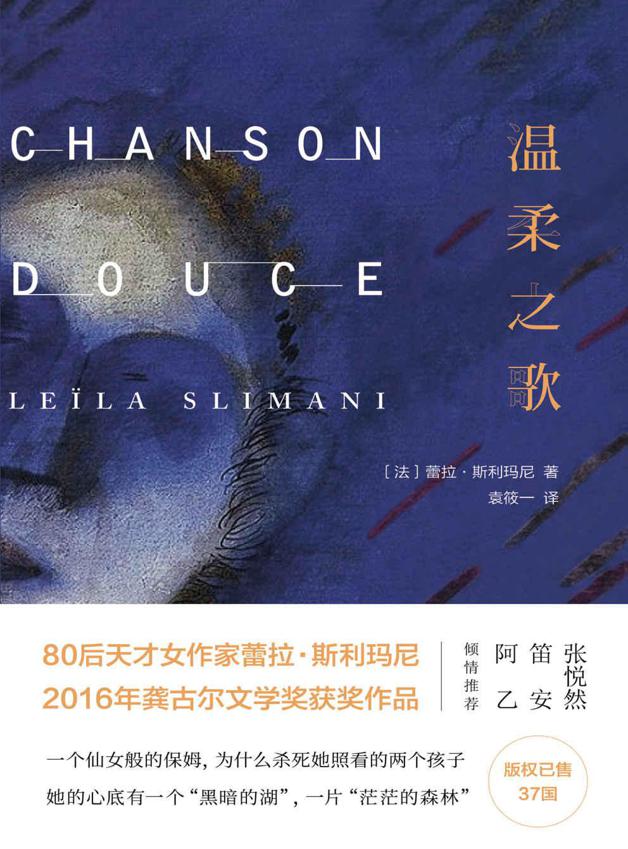 CHANSON
DOUCE
LEÏLA SLIMANI
温柔之歌
［法］蕾拉·斯利玛尼 著
袁筱一 译
80后天才女作家蕾拉·斯利玛尼
2016年龚古尔文学奖获奖作品
张悦然
笛 安
阿 乙
倾情推荐
一个仙女般的保姆，为什么杀死她照看的两个孩子
她的心底有一个“黑暗的湖”，一片“茫茫的森林”
版权已售
37国